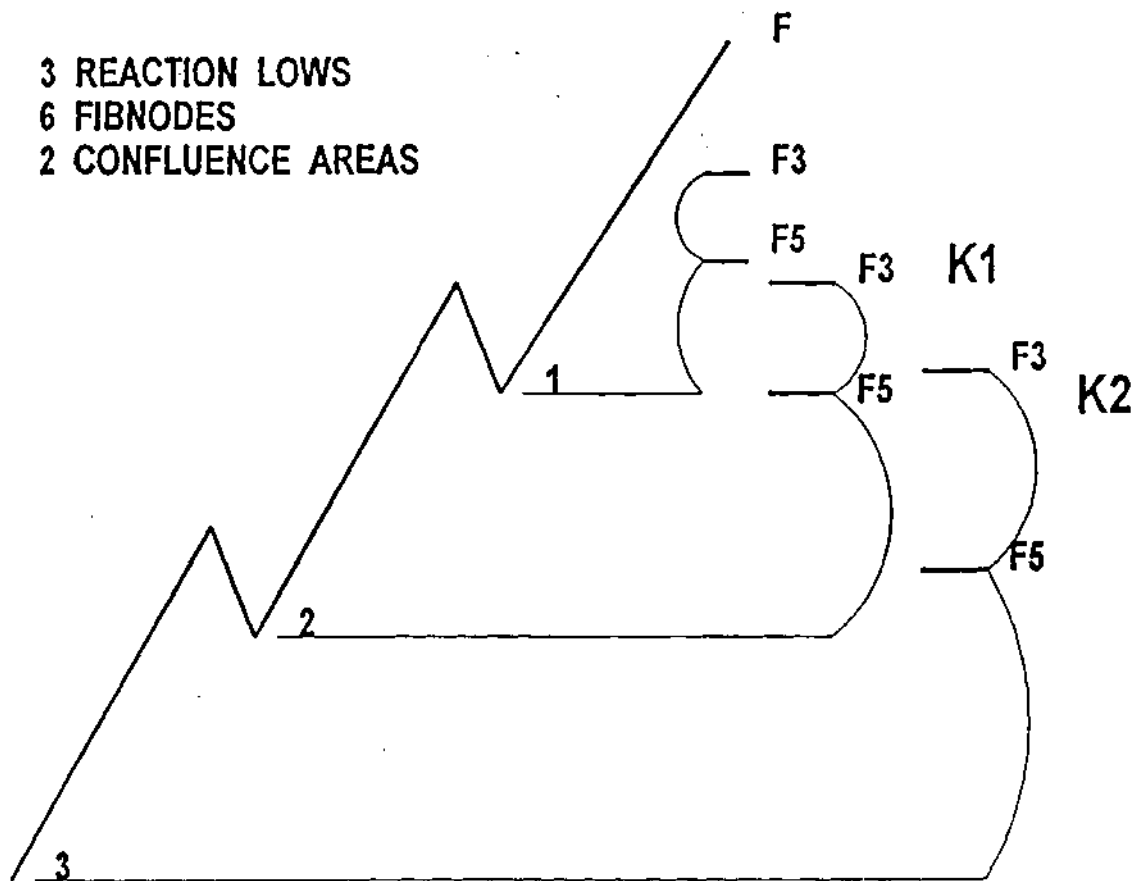 F
3 REACTION LOWS
6 FIBNODES
2 CONFLUENCE AREAS
F3
F5
F3
K1
F3
1
F5
K2
F5
2
3